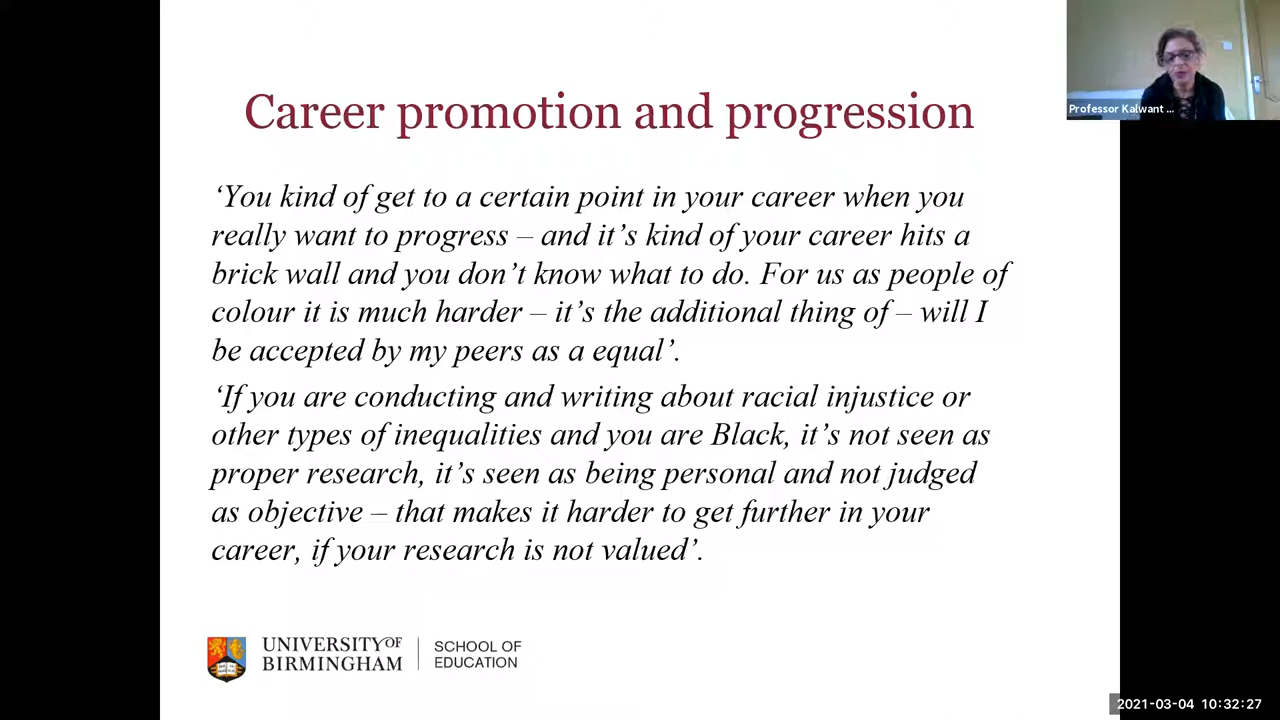 Career promotion and progression
‘You kind of get to a certain point in your career when you
really want to progress – and it’s kind of your career hits a
brick wall and you don’t know what to do. For us as people of
colour it is much harder – it’s the additional thing of – will I
be accepted by my peers as a equal’.
‘If you are conducting and writing about racial injustice or
other types of inequalities and you are Black, it’s not seen as
proper research, it’s seen as being personal and not judged
as objective – that makes it harder to get further in your
career, if your research is not valued’.
UNIVERSITY OF
BIRMINGHAM
SCHOOL OF
EDUCATION
Professor Kalwant ...
2021-03-04 10:32:27